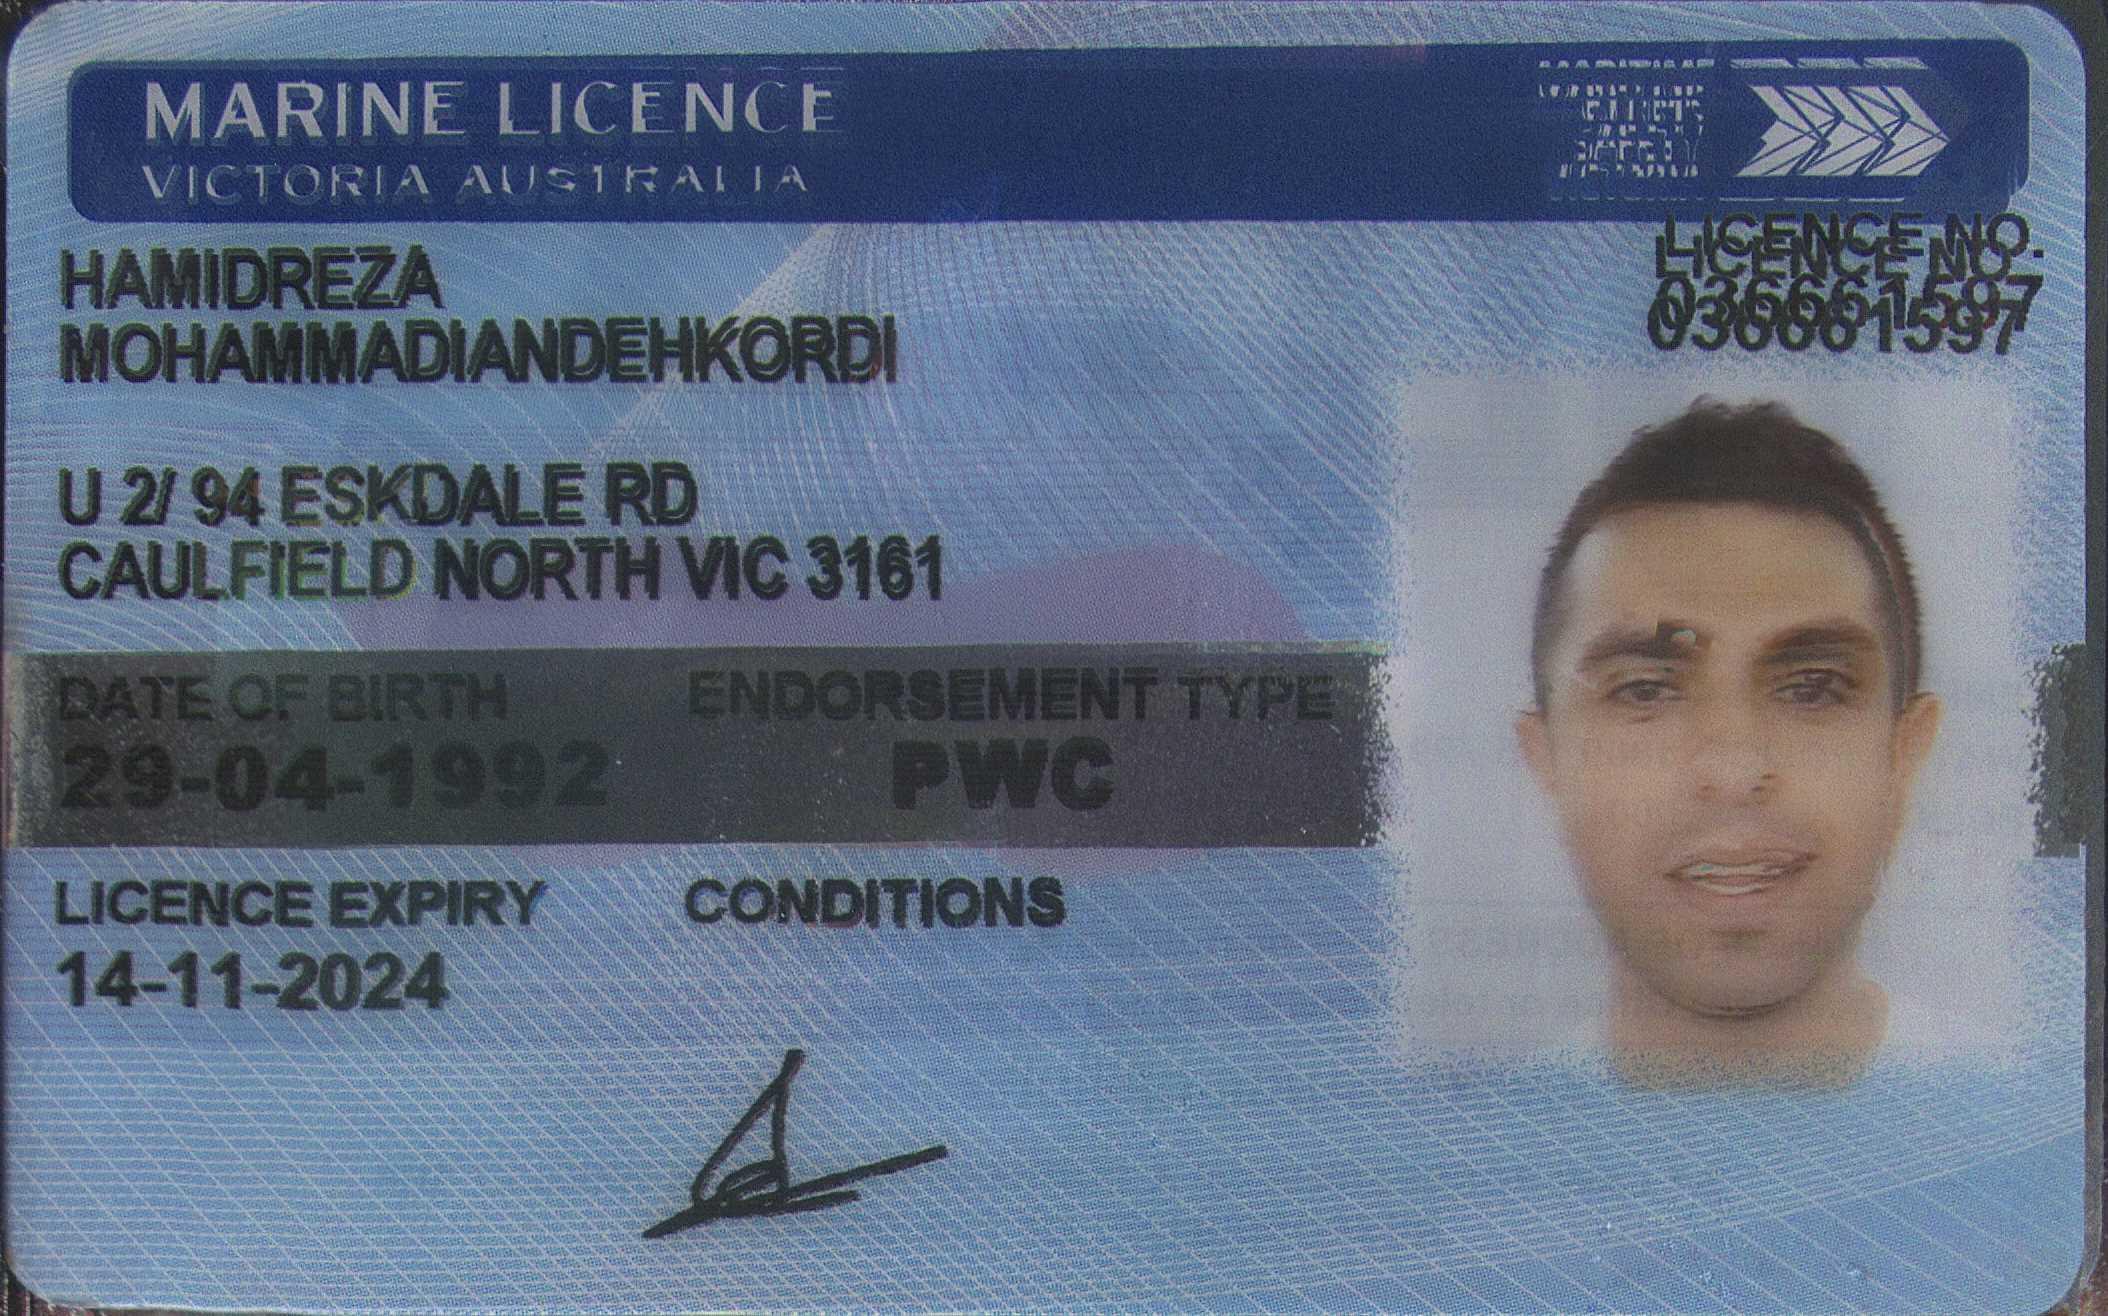 MARINE LICENCE
VICTORIA AUSTRALIA
HAMIDREZA
MOHAMMADIANDEHKORDI
LICENCE NO.
036661597
U 2/ 94 ESKDALE RD
CAULFIELD NORTH VIC 3161
DATE OF BIRTH ENDORSEMENT TYPE
29-04-1992 PWC
LICENCE EXPIRY CONDITIONS
14-11-2024